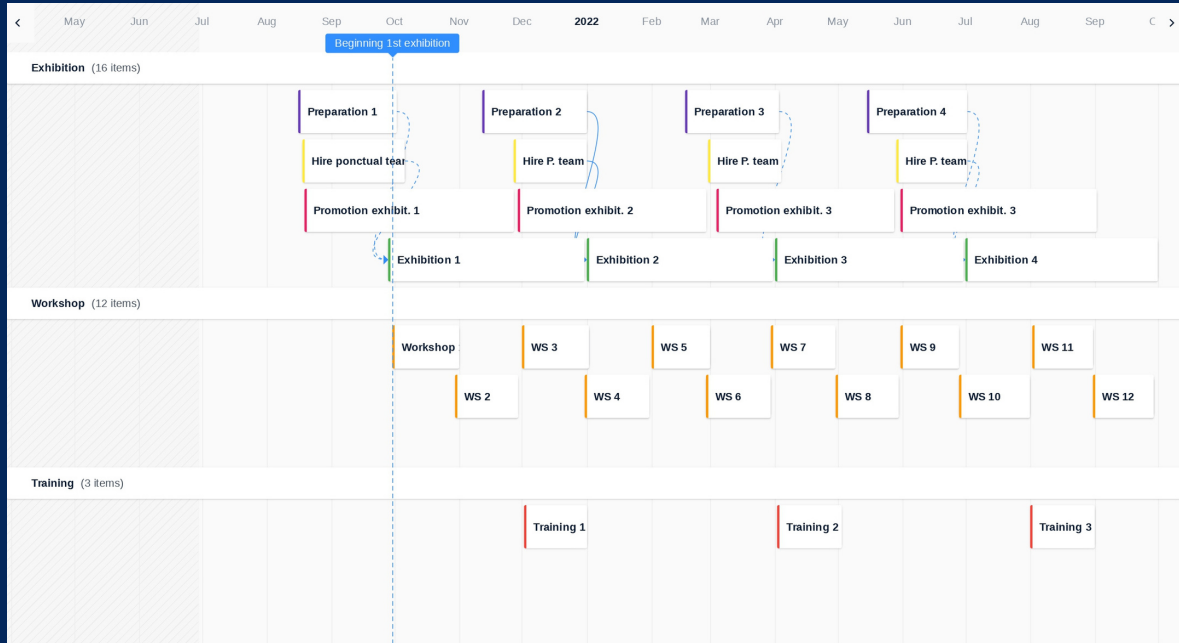 May Jun Jul Aug Sep Oct Nov Dec 2022 Feb Mar Apr May Jun Jul Aug Sep
Beginning 1st exhibition
Exhibition (16 items)
Preparation 1 Preparation 2 Preparation 3 Preparation 4
Hire ponctual Hire P. team Hire P. team Hire P. team
Promotion exhibit. 1 Promotion exhibit. 2 Promotion exhibit. 3 Promotion exhibit. 3
Exhibition 1 Exhibition 2 Exhibition 3 Exhibition 4
Workshop (12 items)
Workshop WS 3 WS 5 WS 7 WS 9 WS 11
WS 2 WS 4 WS 6 WS 8 WS 10 WS 12
Training (3 items)
Training 1 Training 2 Training 3